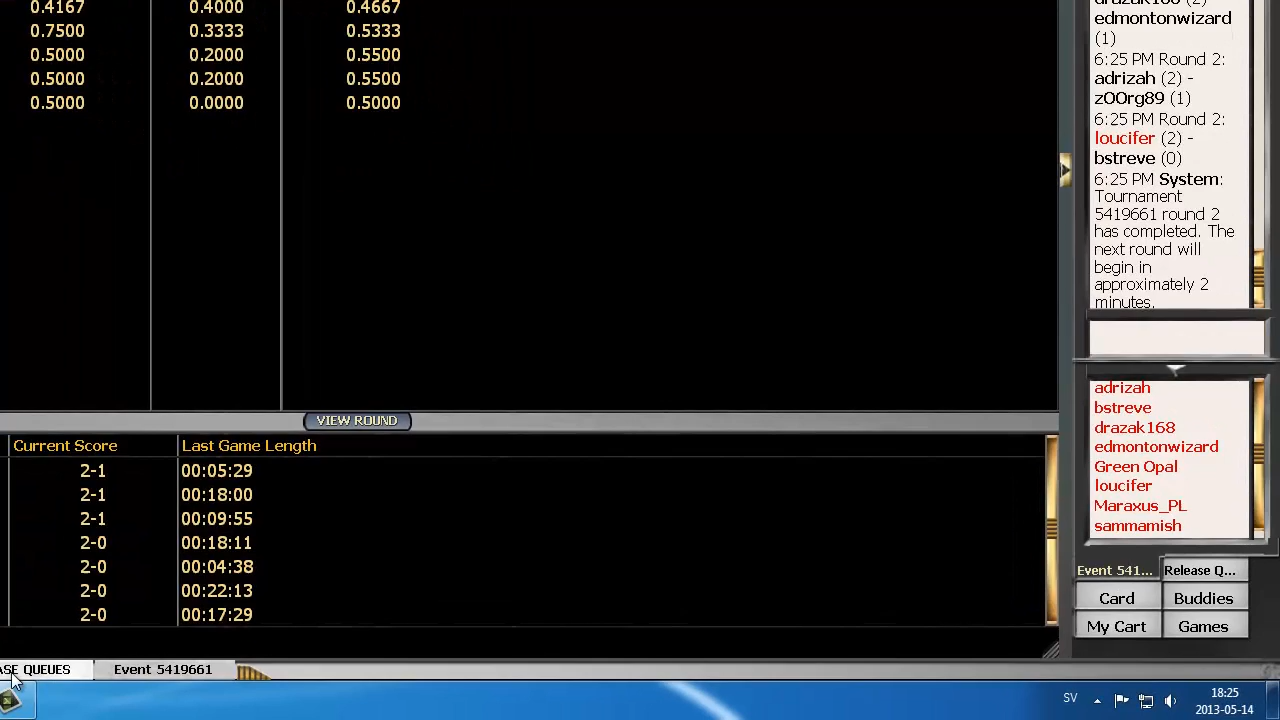 0.4167 0.4000 0.4667
0.7500 0.3333 0.5333
0.5000 0.2000 0.5500
0.5000 0.2000 0.5500
0.5000 0.0000 0.5000
edmontonwizard
(1)
6:25 PM Round 2:
adrizah (2) -
zOOrg89 (1)
6:25 PM Round 2:
loucifer (2) -
bstreve (0)
6:25 PM System:
Tournament
5419661 round 2
has completed. The
next round will
begin in
approximately 2
minutes.
VIEW ROUND
Current Score Last Game Length
2-1 00:05:29
2-1 00:18:00
2-1 00:09:55
2-0 00:18:11
2-0 00:04:38
2-0 00:22:13
2-0 00:17:29
adrizah
bstreve
drazak168
edmontonwizard
Green Opal
loucifer
Maraxus_PL
sammamish
Event 541... Release Q...
Card Buddies
My Cart Games
ASE QUEUES Event 5419661
SV 18:25
2013-05-14